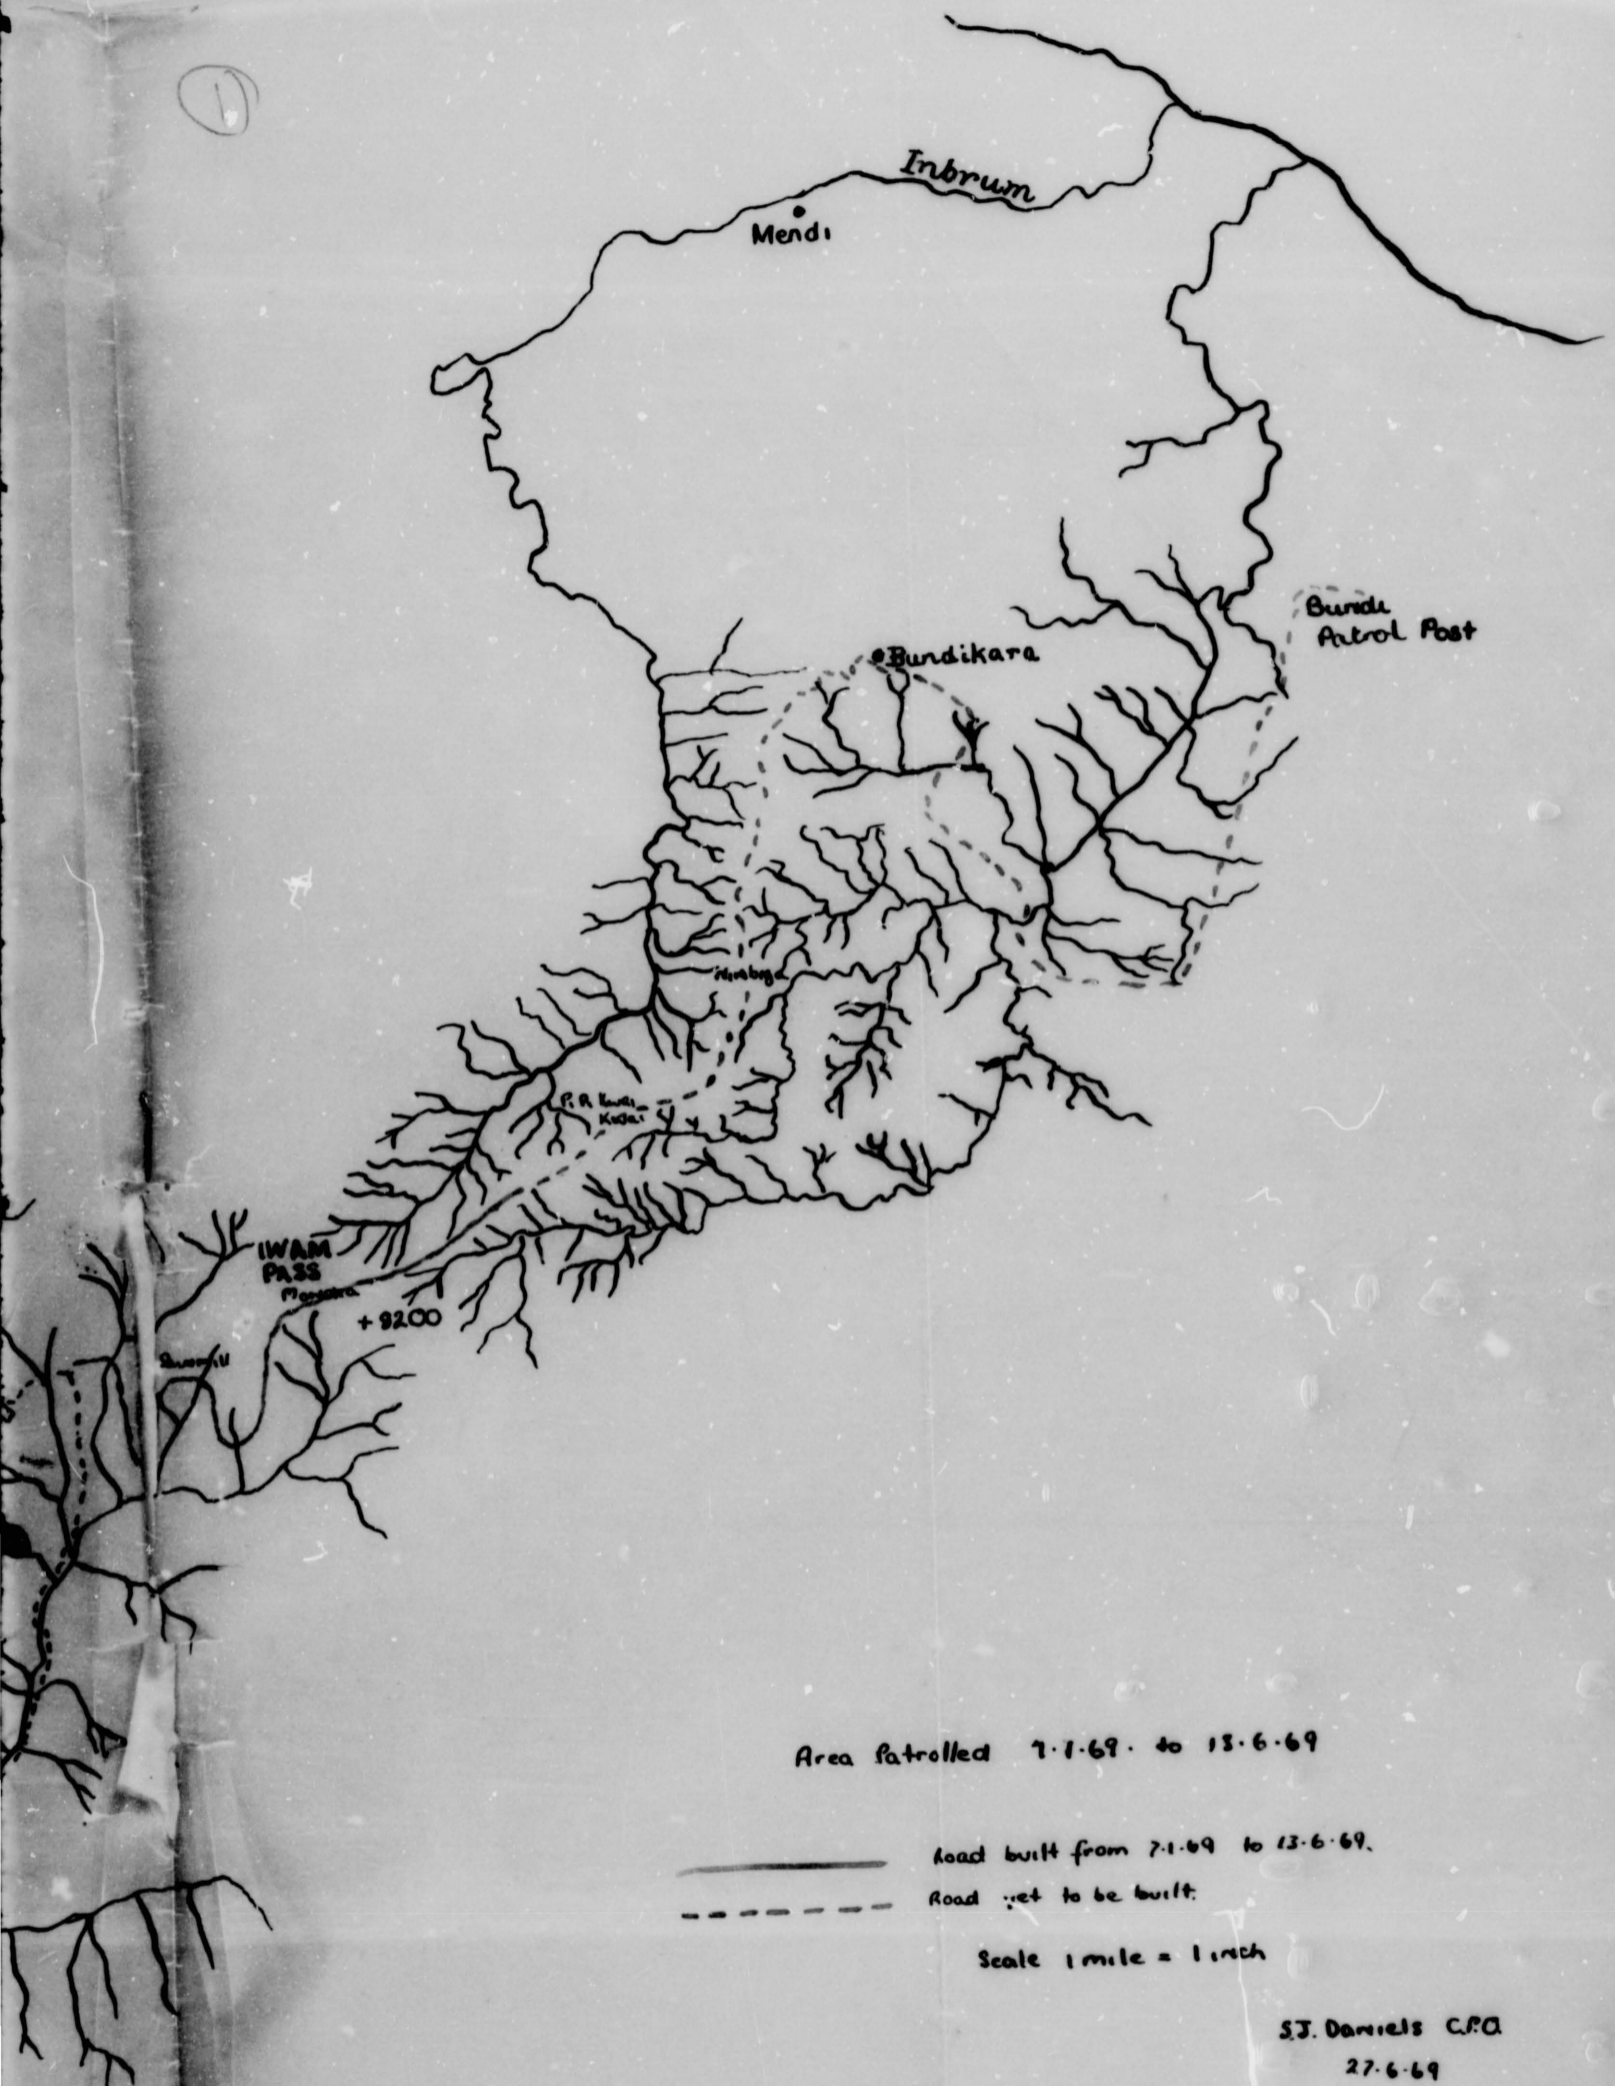 1
Inbrum
Mendi
Bundi
Patrol Post
Bundikara
P.R.
IWAM
PASS
+ 9200
Sawmill
Area Patrolled 7.1.69. to 13.6.69
Road built from 7.1.69 to 13.6.69.
Road yet to be built.
Scale 1 mile = 1 inch
S.J. Daniels C.P.O
27.6.69